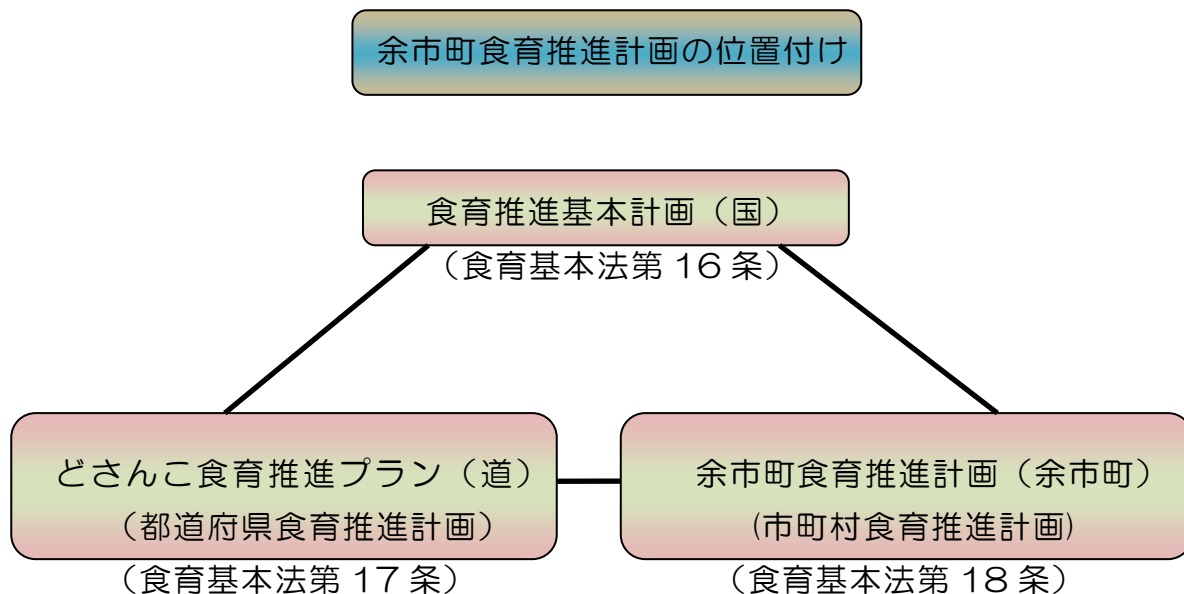 余市町食育推進計画の位置付け
食育推進基本計画（国）
（食育基本法第 16 条）
どさんこ食育推進プラン（道）
（都道府県食育推進計画）
（食育基本法第 17 条）
余市町食育推進計画（余市町）
(市町村食育推進計画)
（食育基本法第 18 条）